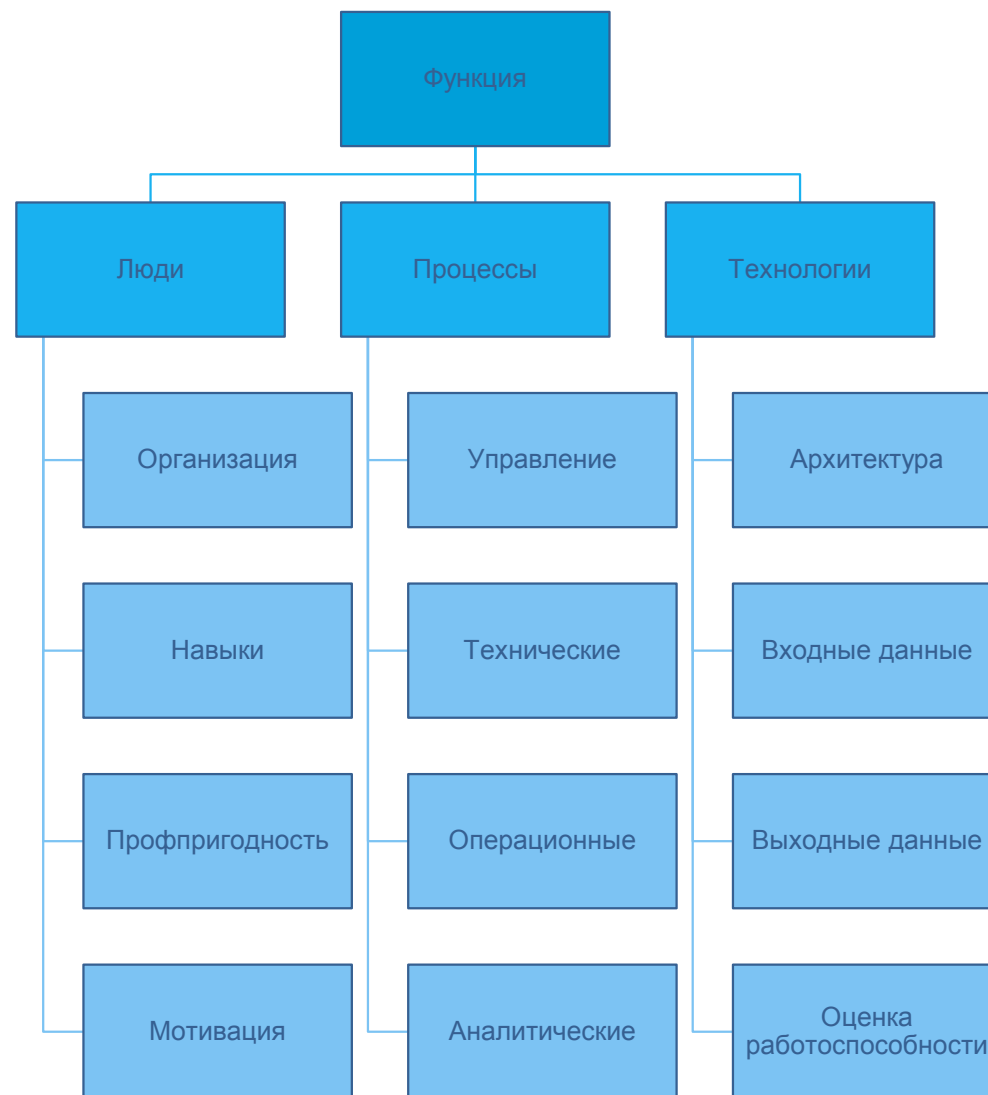 Функция
Люди
Процессы
Технологии
Организация
Управление
Архитектура
Навыки
Технические
Входные данные
Профпригодность
Операционные
Выходные данные
Мотивация
Аналитические
Оценка
работоспособности